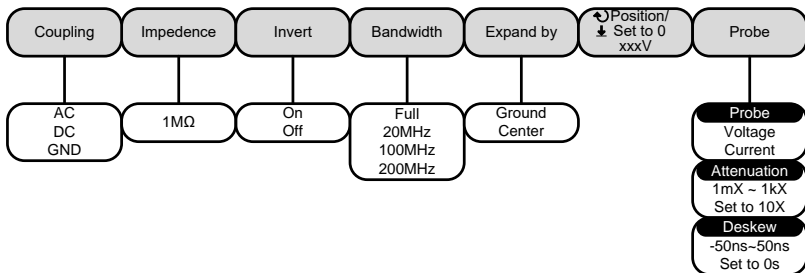 Coupling
Impedence
Invert
Bandwidth
Expand by
Position/
Set to 0
xxxV
Probe
AC
DC
GND
1MΩ
On
Off
Full
20MHz
100MHz
200MHz
Ground
Center
Probe
Voltage
Current
Attenuation
1mX ~ 1kX
Set to 10X
Deskew
-50ns~50ns
Set to 0s